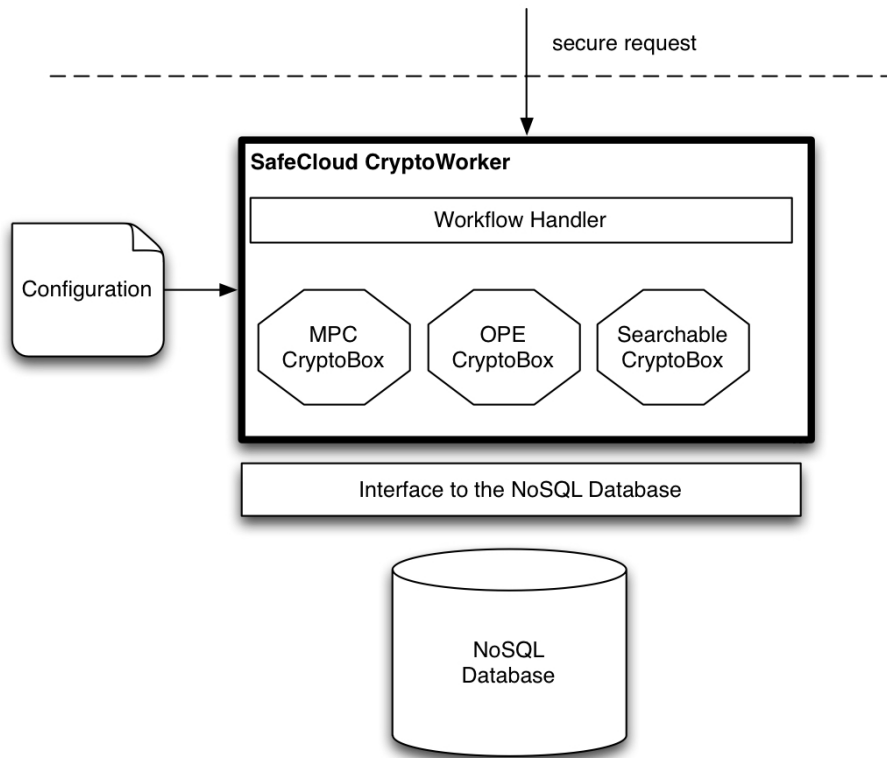 secure request
SafeCloud CryptoWorker
Workflow Handler
Configuration
MPC
CryptoBox
OPE
CryptoBox
Searchable
CryptoBox
Interface to the NoSQL Database
NoSQL
Database